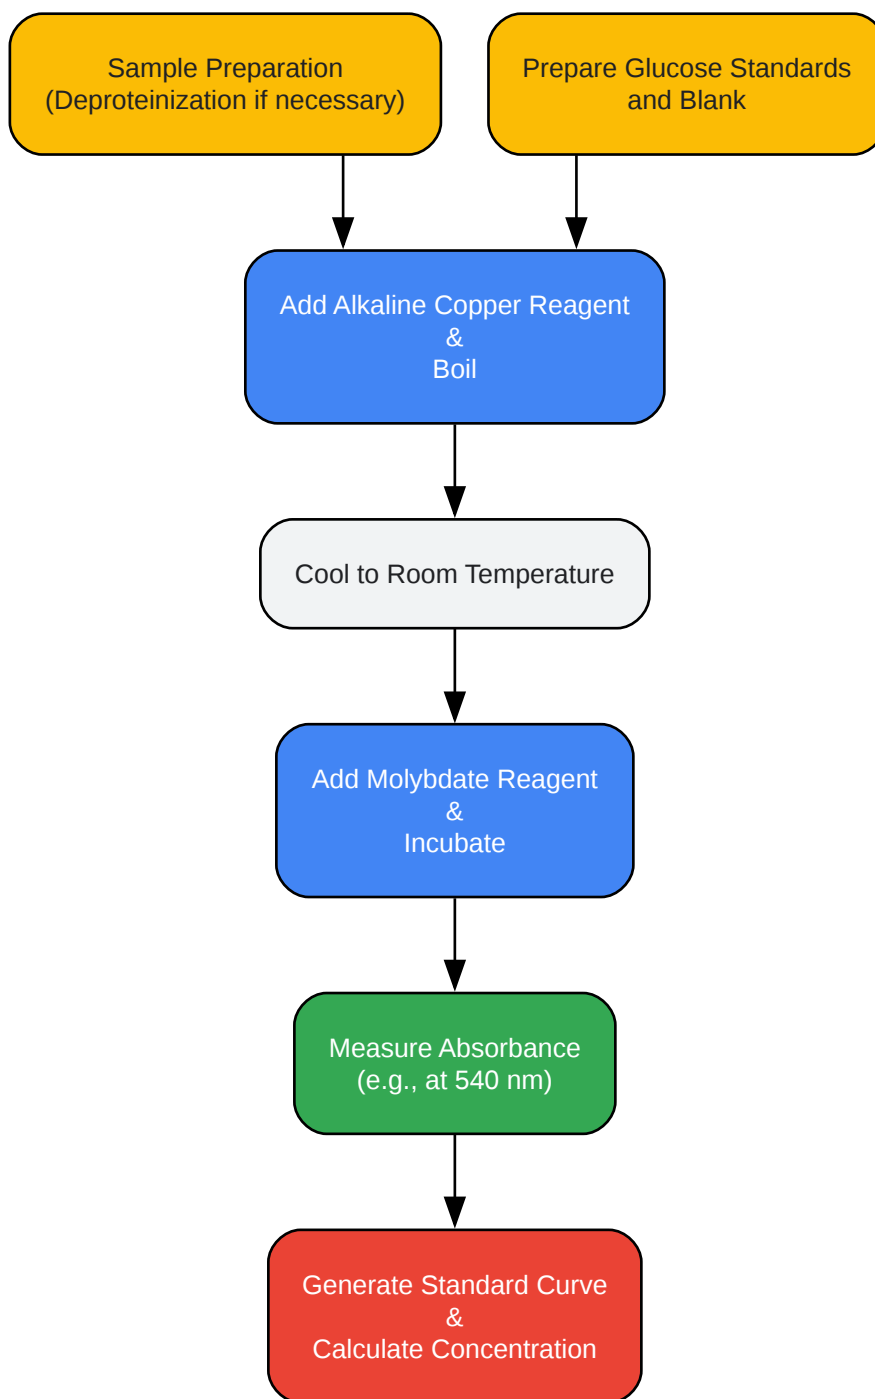 Sample Preparation
(Deproteinization if necessary)
Prepare Glucose Standards
and Blank
Add Alkaline Copper Reagent
&
Boil
Cool to Room Temperature
Add Molybdate Reagent
&
Incubate
Measure Absorbance
(e.g., at 540 nm)
Generate Standard Curve
&
Calculate Concentration